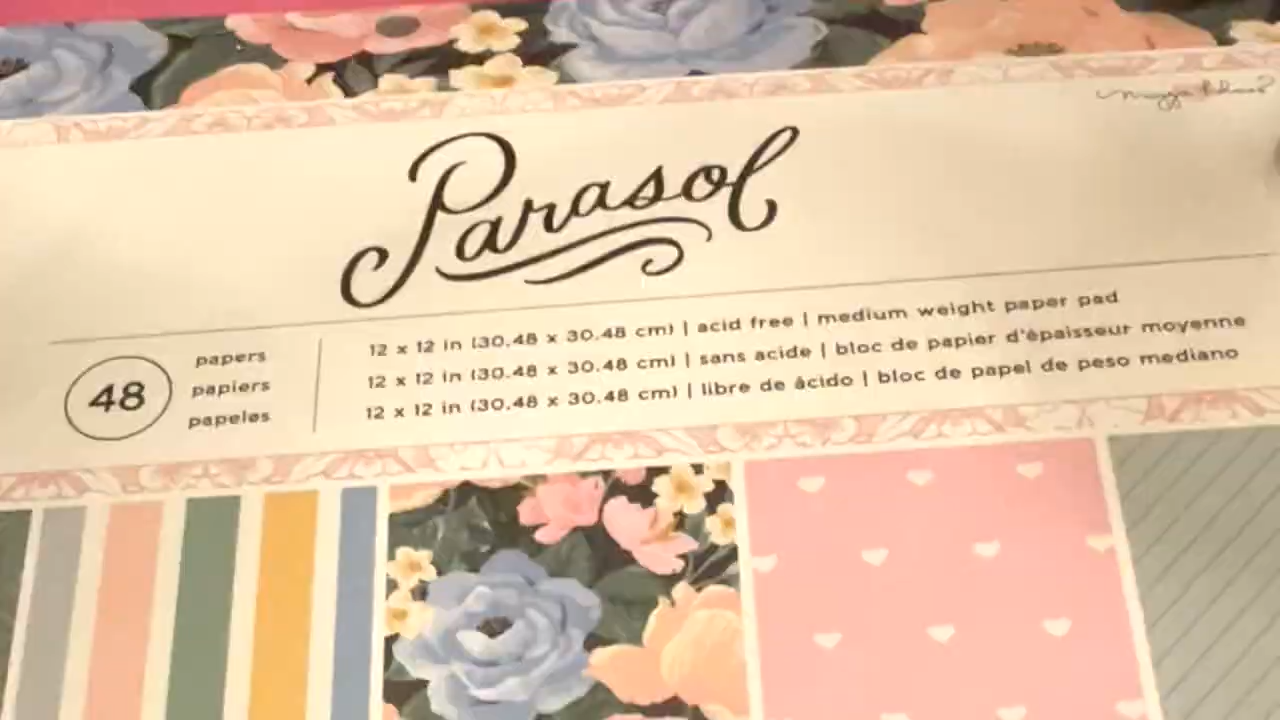 Parasol
48
papers
papiers
papeles
12 x 12 in (30.48 x 30.48 cm) | acid free | medium weight paper pad
12 x 12 in (30.48 x 30.48 cm) | sans acide | bloc de papier d'épaisseur moyenne
12 x 12 in (30.48 x 30.48 cm) | libre de ácido | bloc de papel de peso mediano